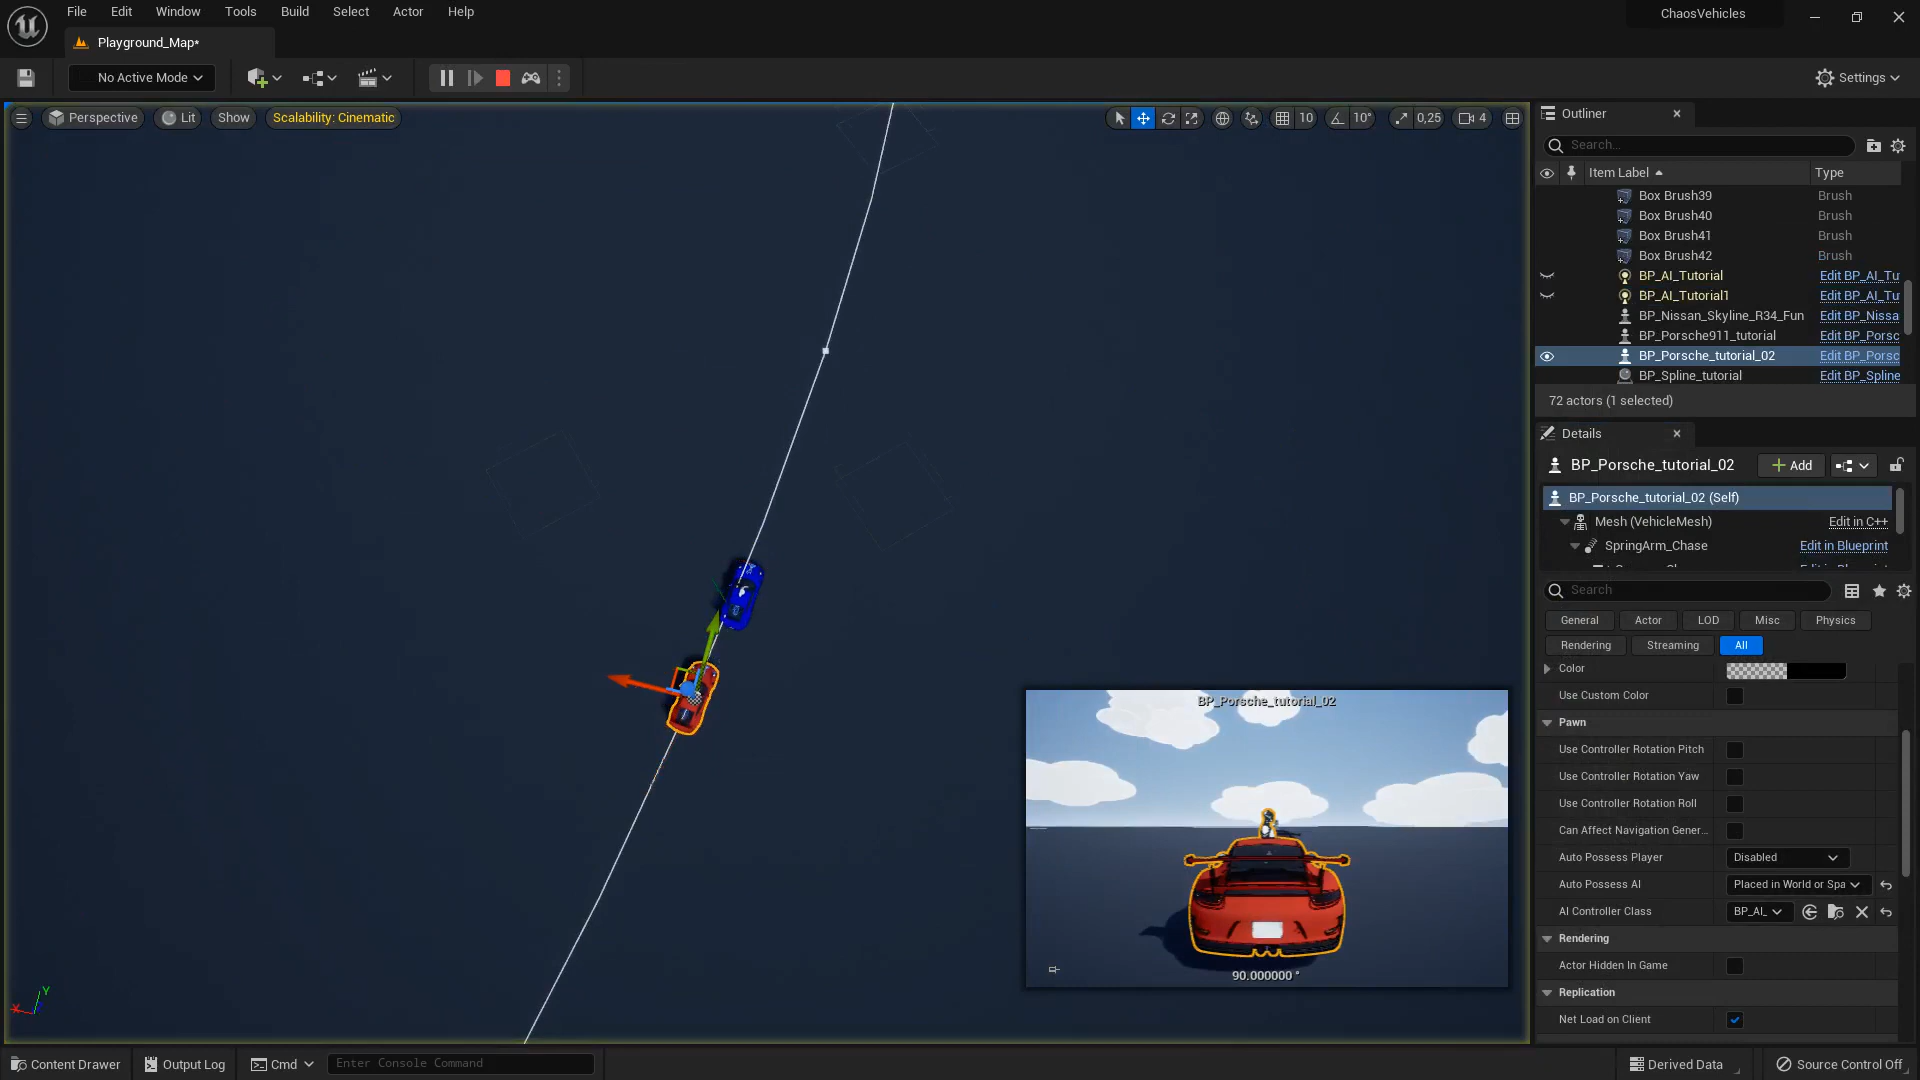 File Edit Window Tools Build Select Actor Help
ChaosVehicles
Playground_Map*
No Active Mode
Settings
Perspective Lit Show Scalability: Cinematic
10 10° 0,25 4
Outliner
Search...
Item Label Type
Box Brush39 Brush
Box Brush40 Brush
Box Brush41 Brush
Box Brush42 Brush
BP_AI_Tutorial Edit BP_AI_Tu
BP_AI_Tutorial1 Edit BP_AI_Tu
BP_Nissan_Skyline_R34_Fun Edit BP_Nissa
BP_Porsche911_tutorial Edit BP_Porsc
BP_Porsche_tutorial_02 Edit BP_Porsc
BP_Spline_tutorial Edit BP_Spline
72 actors (1 selected)
Details
BP_Porsche_tutorial_02 Add
BP_Porsche_tutorial_02 (Self)
Mesh (VehicleMesh) Edit in C++
SpringArm_Chase Edit in Blueprint
Search
General Actor LOD Misc Physics
Rendering Streaming All
Color
Use Custom Color
Pawn
Use Controller Rotation Pitch
Use Controller Rotation Yaw
Use Controller Rotation Roll
Can Affect Navigation Gener...
Auto Possess Player Disabled
Auto Possess AI Placed in World or Spa
AI Controller Class BP_AI_
Rendering
Actor Hidden In Game
Replication
Net Load on Client
BP_Porsche_tutorial_02
90.000000 °
X Y
Content Drawer Output Log Cmd Enter Console Command
Derived Data Source Control Off